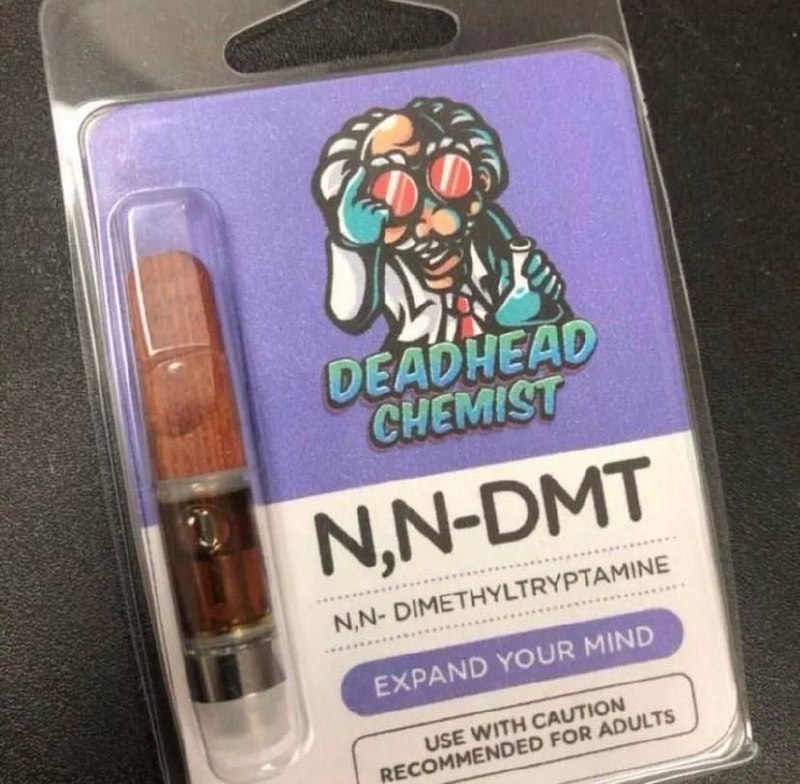 DEADHEAD
CHEMIST
N,N-DMT
N,N- DIMETHYLTRYPTAMINE
EXPAND YOUR MIND
USE WITH CAUTION
RECOMMENDED FOR ADULTS